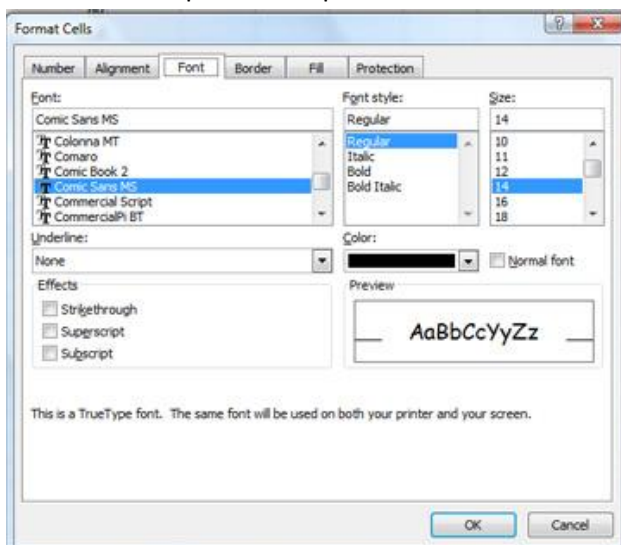 Format Cells
Number Alignment Font Border Fill Protection
Font: Font style: Size:
Comic Sans MS Regular 14
Colonna MT Regular 10
Comaro Italic 11
Comic Book 2 Bold 12
Comic Sans MS Bold Italic 14
Commercial Script 16
CommercialPi BT 18
Underline: Color:
None Normal font
Effects Preview
Strikethrough
Superscript AaBbCcYyZz
Subscript
This is a TrueType font. The same font will be used on both your printer and your screen.
OK Cancel